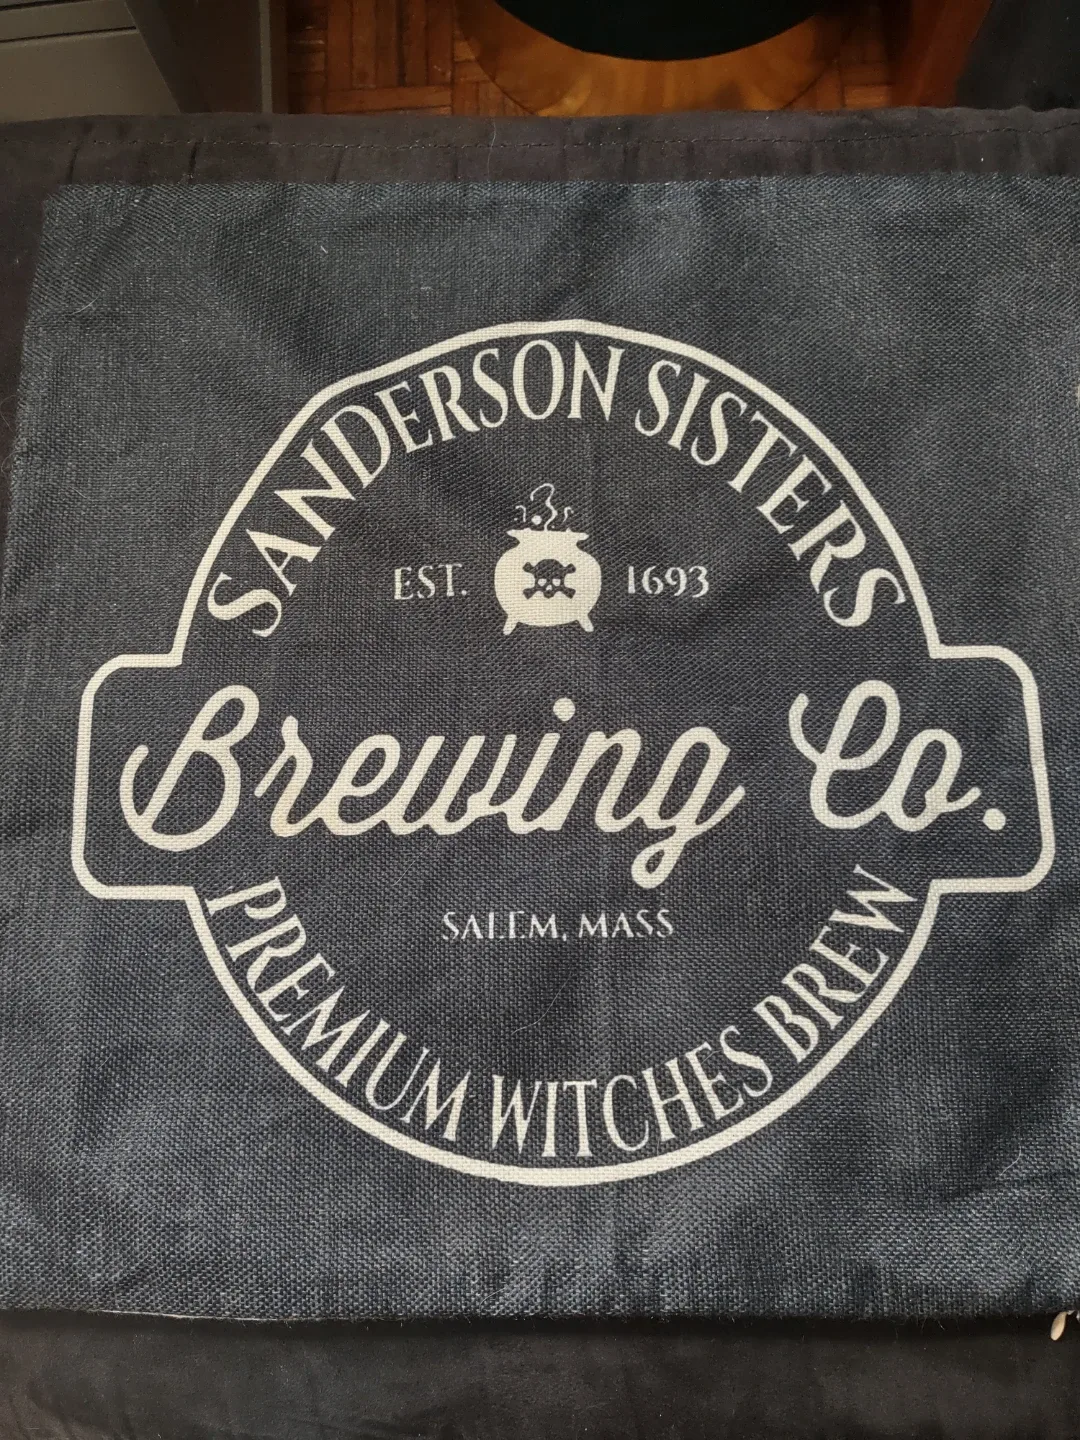 SANDERSON SISTERS
EST. 1693
Brewing Co.
SALEM, MASS
PREMIUM WITCHES BREW